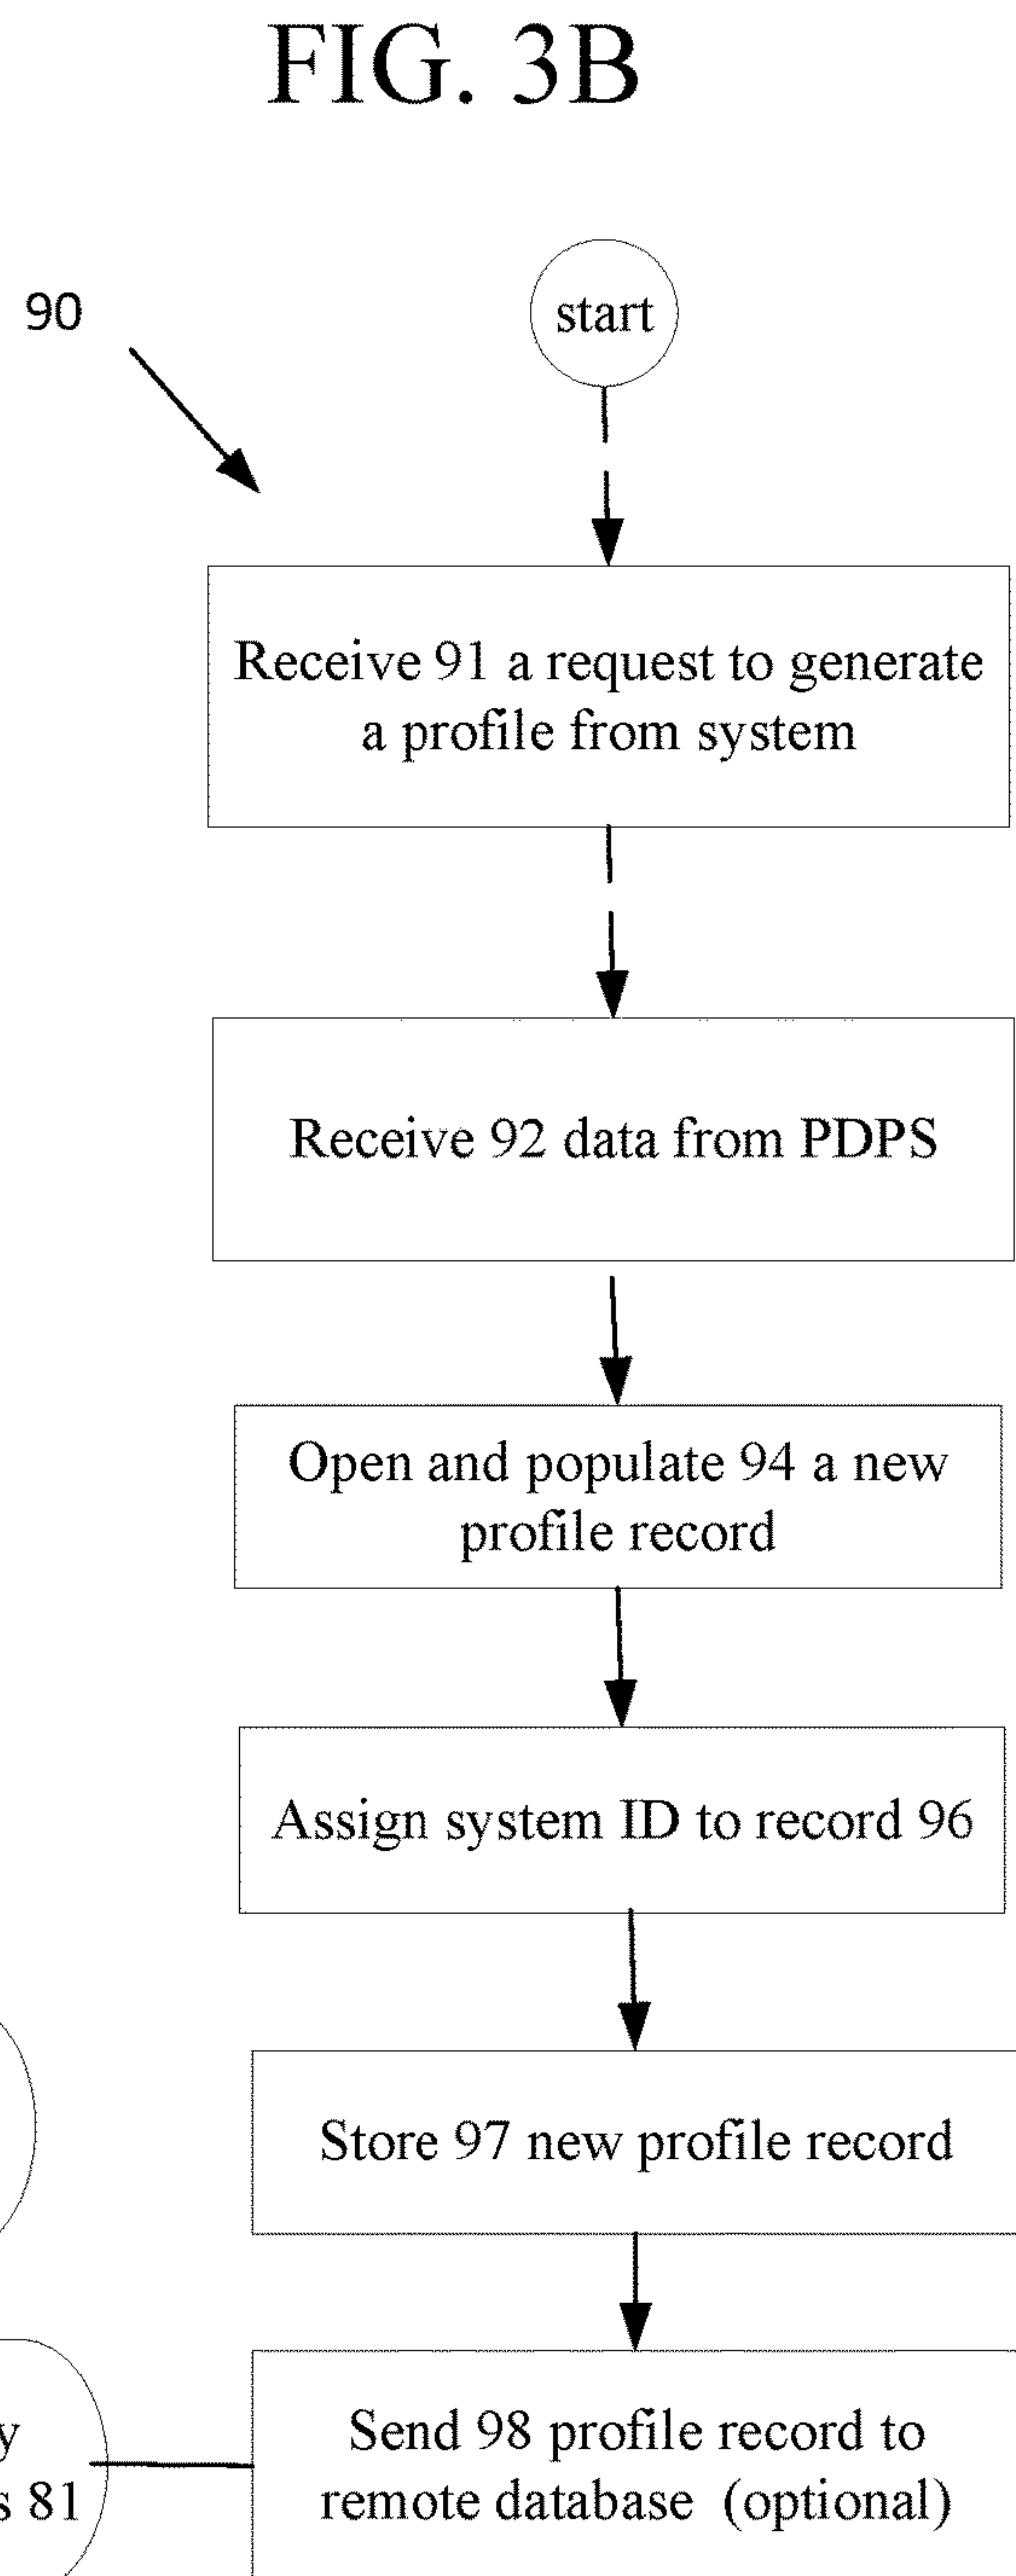 FIG. 3B
90
start
Receive 91 a request to generate
a profile from system
Receive 92 data from PDPS
Open and populate 94 a new
profile record
Assign system ID to record 96
Store 97 new profile record
Send 98 profile record to
remote database (optional)
y
s 81